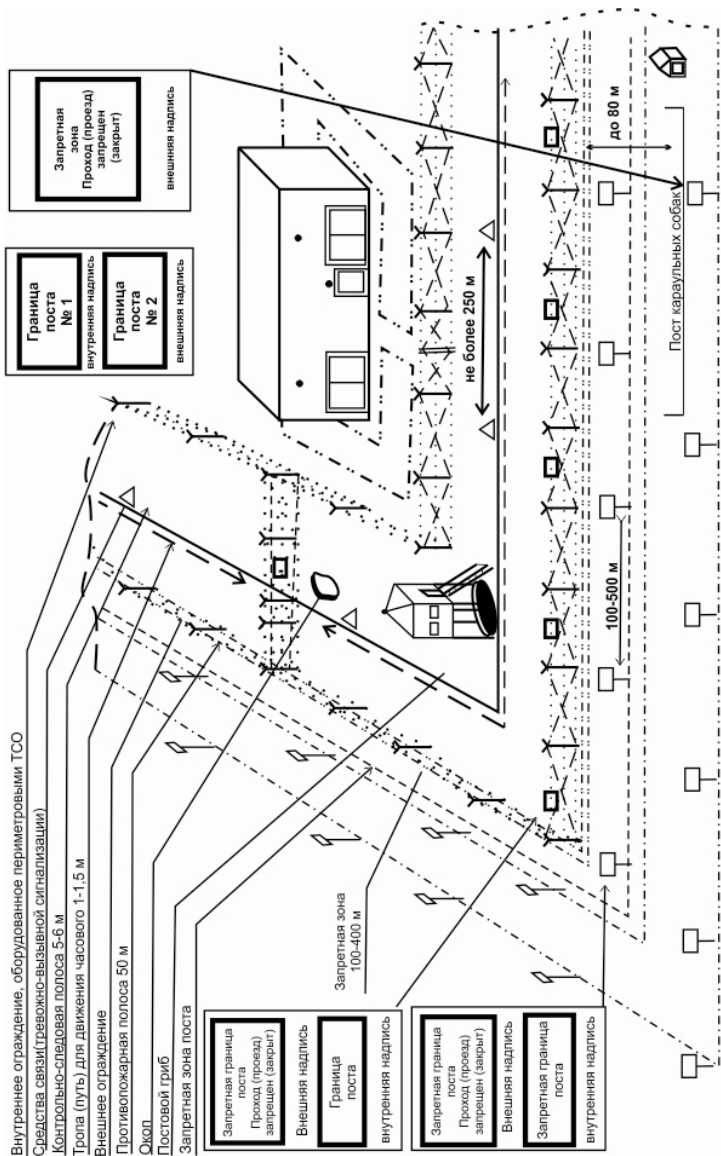 Внутреннее ограждение, оборудованное периметровыми ТСО
Средства связи(тревожно-вызывной сигнализации)
Контрольно-следовая полоса 5-6 м
Тропа (путь) для движения часового 1-1,5 м
Внешнее ограждение
Противопожарная полоса 50 м
Окоп
Постовой гриб
Запретная зона поста
Граница
поста
№ 1
внутренняя надпись
Граница
поста
№ 2
внешнняя надпись
Запретная
зона
Проход (проезд)
запрещен
(закрыт)
внешнняя надпись
не более 250 м
до 80 м
Пост караульных собак
100-500 м
Запретная зона
100-400 м
Запретная граница
поста
Проход (проезд)
запрещен (закрыт)
Внешняя надпись
Граница
поста
внутренняя надпись
Запретная граница
поста
Проход (проезд)
запрещен (закрыт)
Внешняя надпись
Запретная граница
поста
внутренняя надпись